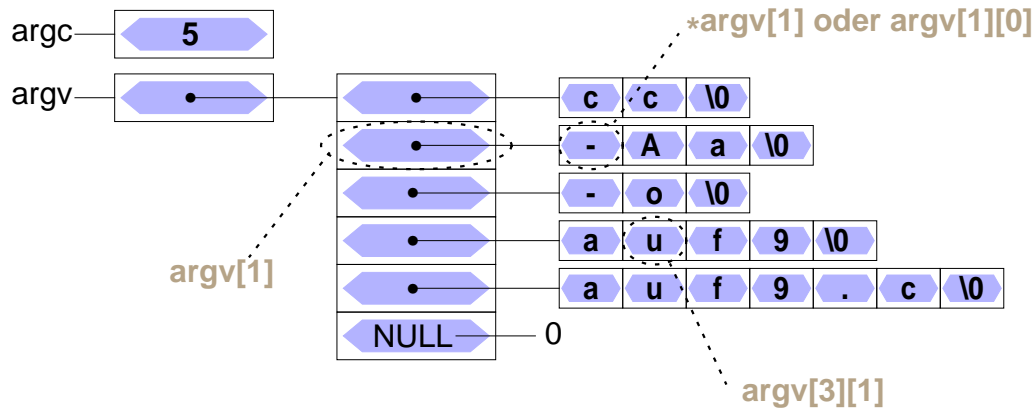 *argv[1] oder argv[1][0]
argc 5
argv c c \0
- A a \0
- o \0
a u f 9 \0
argv[1]
a u f 9 . c \0
NULL 0
argv[3][1]